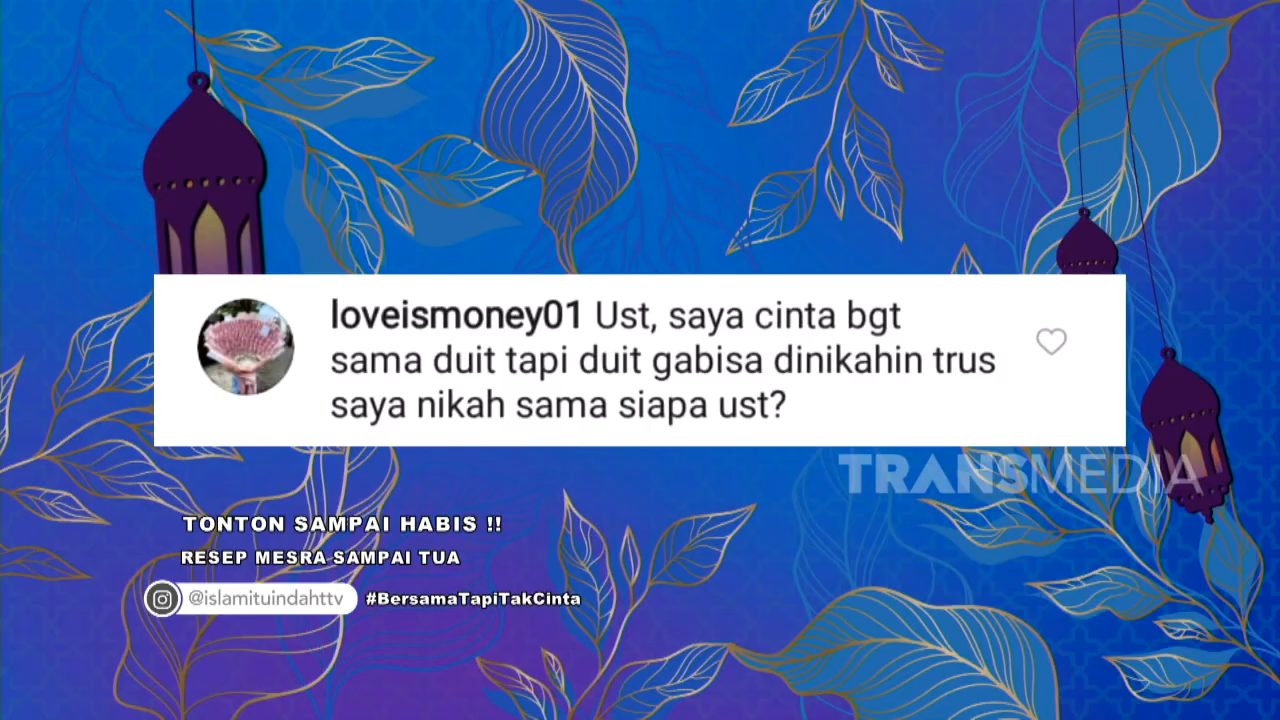 loveismoney01 Ust, saya cinta bgt
sama duit tapi duit gabisa dinikahin trus
saya nikah sama siapa ust?
TRANSMEDIA
TONTON SAMPAI HABIS !!
RESEP MESRA SAMPAI TUA
@islamituindahttv #BersamaTapiTakCinta